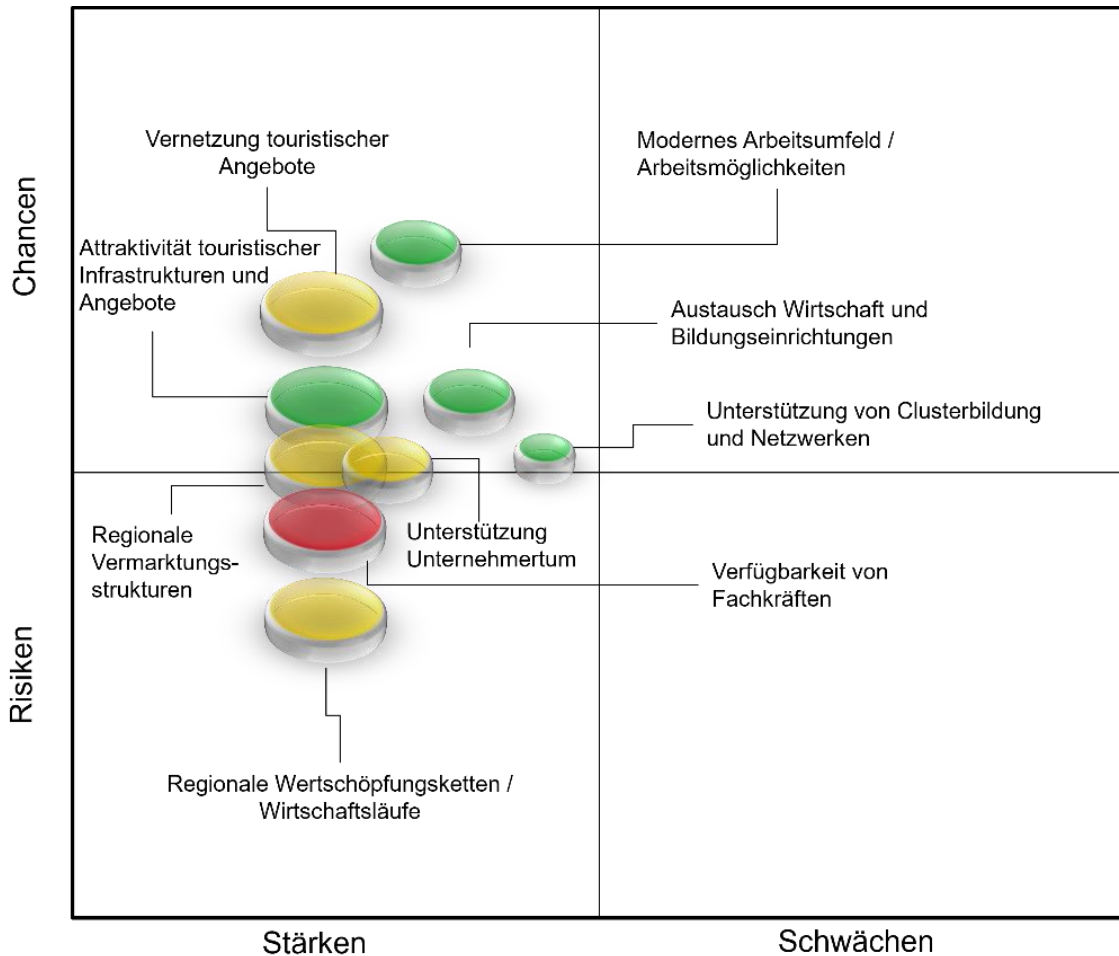 Vernetzung touristischer
Angebote
Modernes Arbeitsumfeld /
Arbeitsmöglichkeiten
Attraktivität touristischer
Infrastrukturen und
Angebote
Austausch Wirtschaft und
Bildungseinrichtungen
Unterstützung von Clusterbildung
und Netzwerken
Regionale
Vermarktungs-
strukturen
Unterstützung
Unternehmertum
Verfügbarkeit von
Fachkräften
Regionale Wertschöpfungsketten /
Wirtschaftsläufe
Chancen
Risiken
Stärken
Schwächen